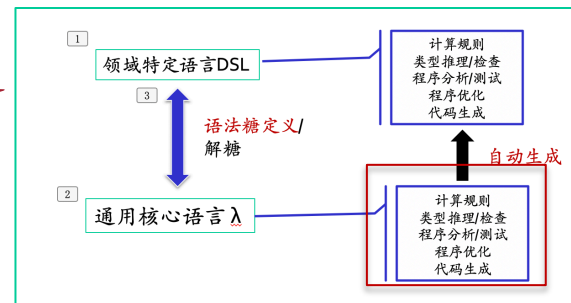 1
领域特定语言DSL
计算规则
类型推理/检查
程序分析/测试
程序优化
代码生成
3
语法糖定义/
解糖
自动生成
2
通用核心语言λ
计算规则
类型推理/检查
程序分析/测试
程序优化
代码生成